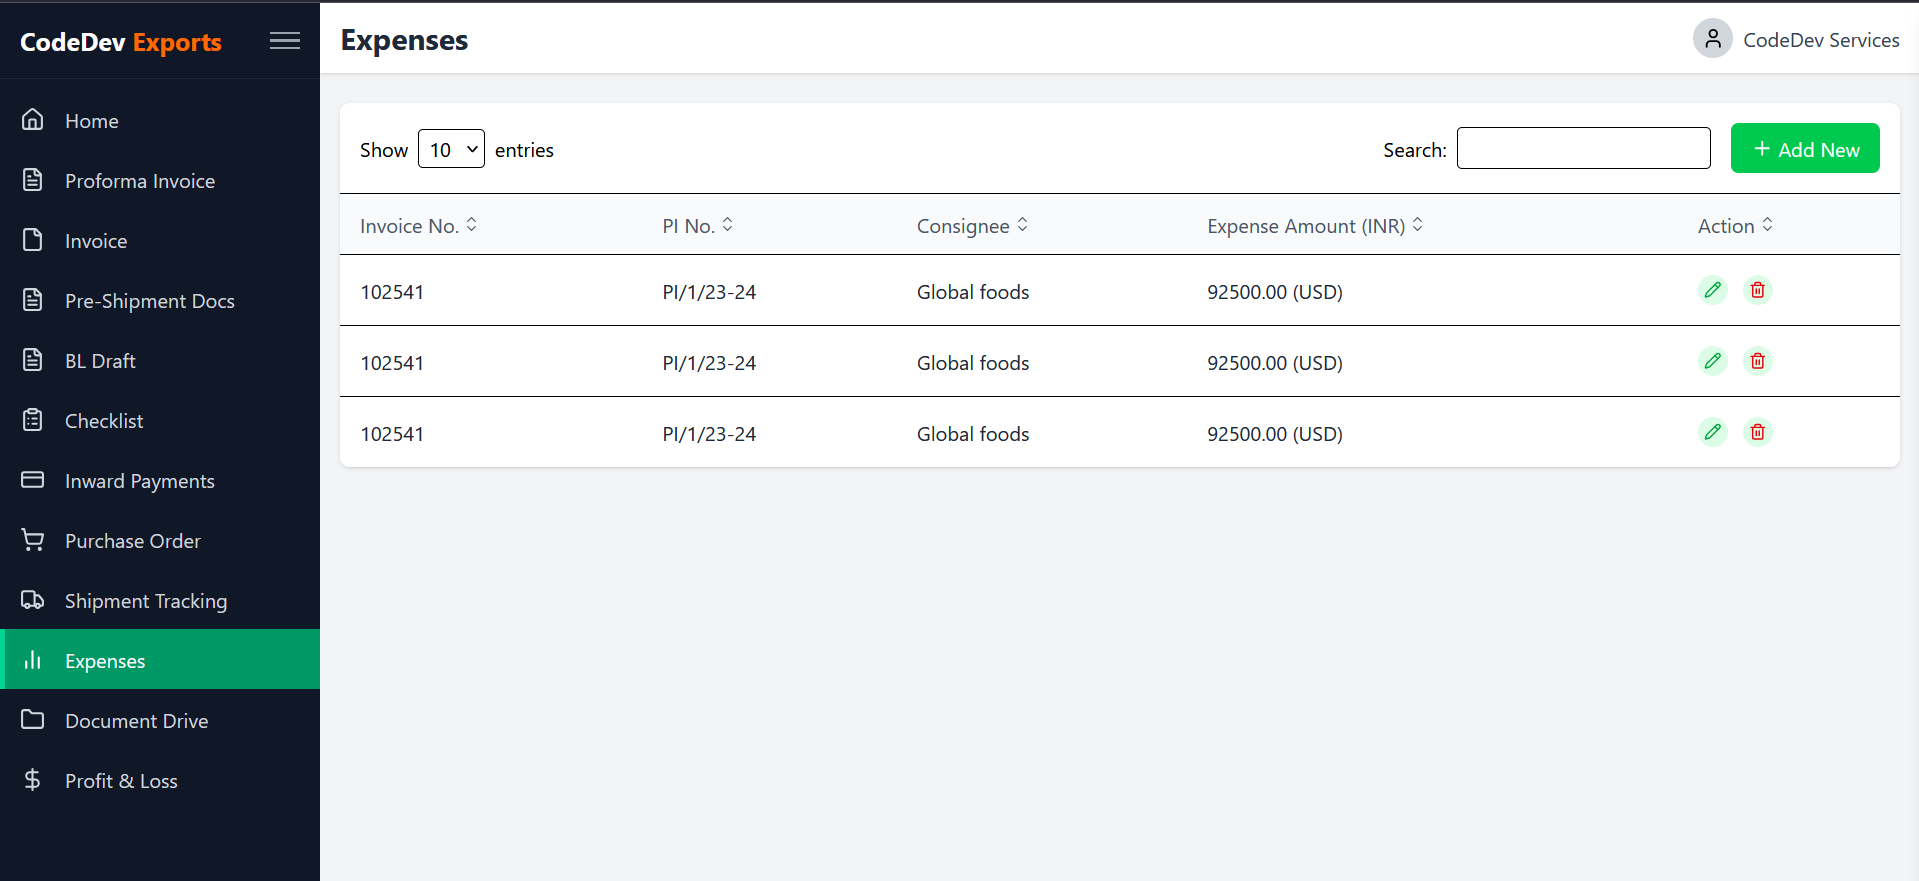 CodeDev Exports
Home
Proforma Invoice
Invoice
Pre-Shipment Docs
BL Draft
Checklist
Inward Payments
Purchase Order
Shipment Tracking
Expenses
Document Drive
Profit & Loss
Expenses
CodeDev Services
Show 10 entries
Search:
+ Add New
Invoice No. PI No. Consignee Expense Amount (INR) Action
102541 PI/1/23-24 Global foods 92500.00 (USD)
102541 PI/1/23-24 Global foods 92500.00 (USD)
102541 PI/1/23-24 Global foods 92500.00 (USD)